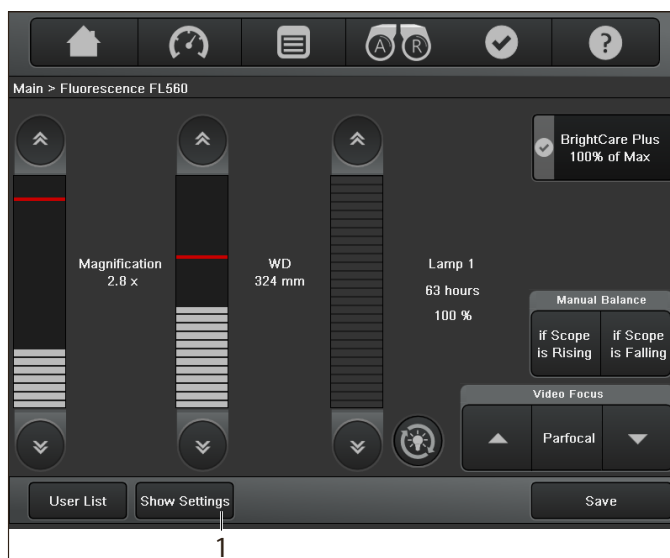 A R ?
Main > Fluorescence FL560
BrightCare Plus
100% of Max
Magnification
2.8 x
WD
324 mm
Lamp 1
63 hours
100 %
Manual Balance
if Scope
is Rising
if Scope
is Falling
Video Focus
Parfocal
User List
Show Settings
Save
1